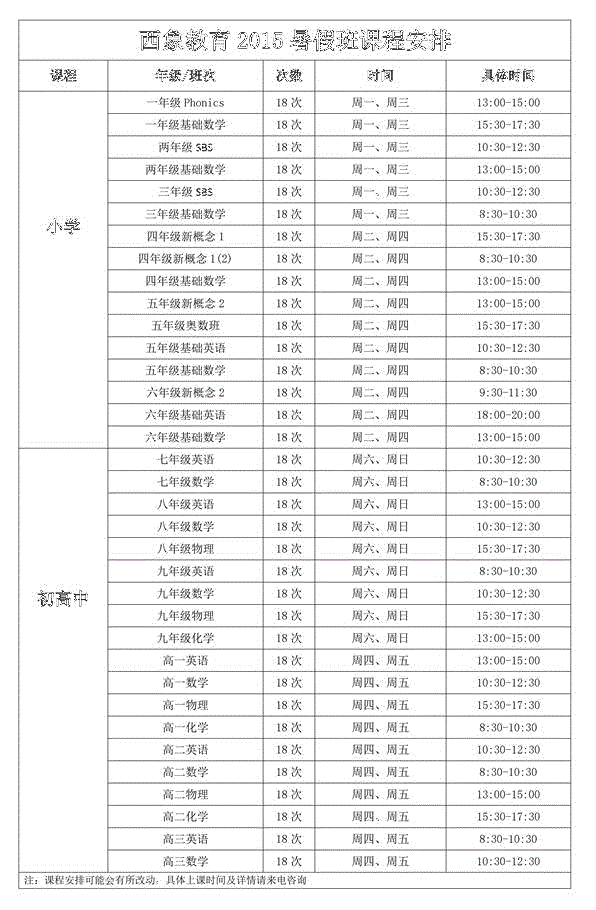 西象教育 2015 暑假班课程安排
课程 年级/班次 次数 时间 具体时间
小学
一年级 Phonics 18 次 周一、周三 13:00-15:00
一年级基础数学 18 次 周一、周三 15:30-17:30
两年级 SBS 18 次 周一、周三 10:30-12:30
两年级基础数学 18 次 周一、周三 13:00-15:00
三年级 SBS 18 次 周一、周三 10:30-12:30
三年级基础数学 18 次 周一、周三 8:30-10:30
四年级新概念 1 18 次 周二、周四 15:30-17:30
四年级新概念 1(2) 18 次 周二、周四 8:30-10:30
四年级基础数学 18 次 周二、周四 13:00-15:00
五年级新概念 2 18 次 周二、周四 13:00-15:00
五年级奥数班 18 次 周二、周四 15:30-17:30
五年级基础英语 18 次 周二、周四 10:30-12:30
五年级基础数学 18 次 周二、周四 8:30-10:30
六年级新概念 2 18 次 周二、周四 9:30-11:30
六年级基础英语 18 次 周二、周四 18:00-20:00
六年级基础数学 18 次 周二、周四 13:00-15:00
初高中
七年级英语 18 次 周六、周日 10:30-12:30
七年级数学 18 次 周六、周日 8:30-10:30
八年级英语 18 次 周六、周日 13:00-15:00
八年级数学 18 次 周六、周日 10:30-12:30
八年级物理 18 次 周六、周日 15:30-17:30
九年级英语 18 次 周六、周日 8:30-10:30
九年级数学 18 次 周六、周日 10:30-12:30
九年级物理 18 次 周六、周日 15:30-17:30
九年级化学 18 次 周六、周日 13:00-15:00
高一英语 18 次 周四、周五 13:00-15:00
高一数学 18 次 周四、周五 10:30-12:30
高一物理 18 次 周四、周五 15:30-17:30
高一化学 18 次 周四、周五 8:30-10:30
高二英语 18 次 周四、周五 10:30-12:30
高二数学 18 次 周四、周五 8:30-10:30
高二物理 18 次 周四、周五 13:00-15:00
高二化学 18 次 周四、周五 15:30-17:30
高三英语 18 次 周四、周五 8:30-10:30
高三数学 18 次 周四、周五 10:30-12:30
注：课程安排可能会有所改动，具体上课时间及详情请来电咨询